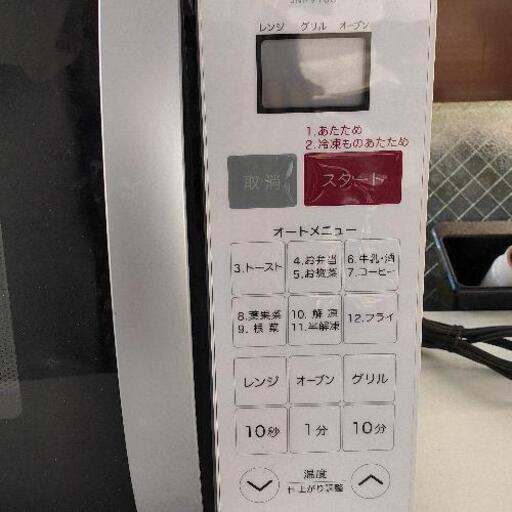 レンジ グリル オーブン
1.あたため
2.冷凍ものあたため
取消
スタート
オートメニュー
3.トースト
4.お弁当
5.お惣菜
6.牛乳・酒
7.コーヒー
8.葉果菜
9.根菜
10.解凍
11.半解凍
12.フライ
レンジ
オーブン
グリル
10秒
1分
10分
温度
仕上がり調整